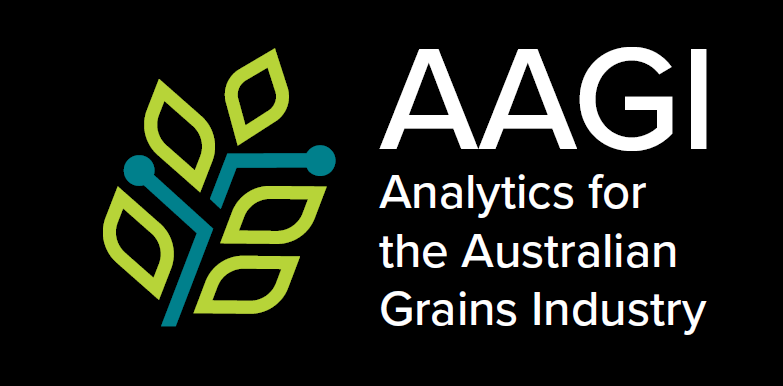 AAGI
Analytics for
the Australian
Grains Industry